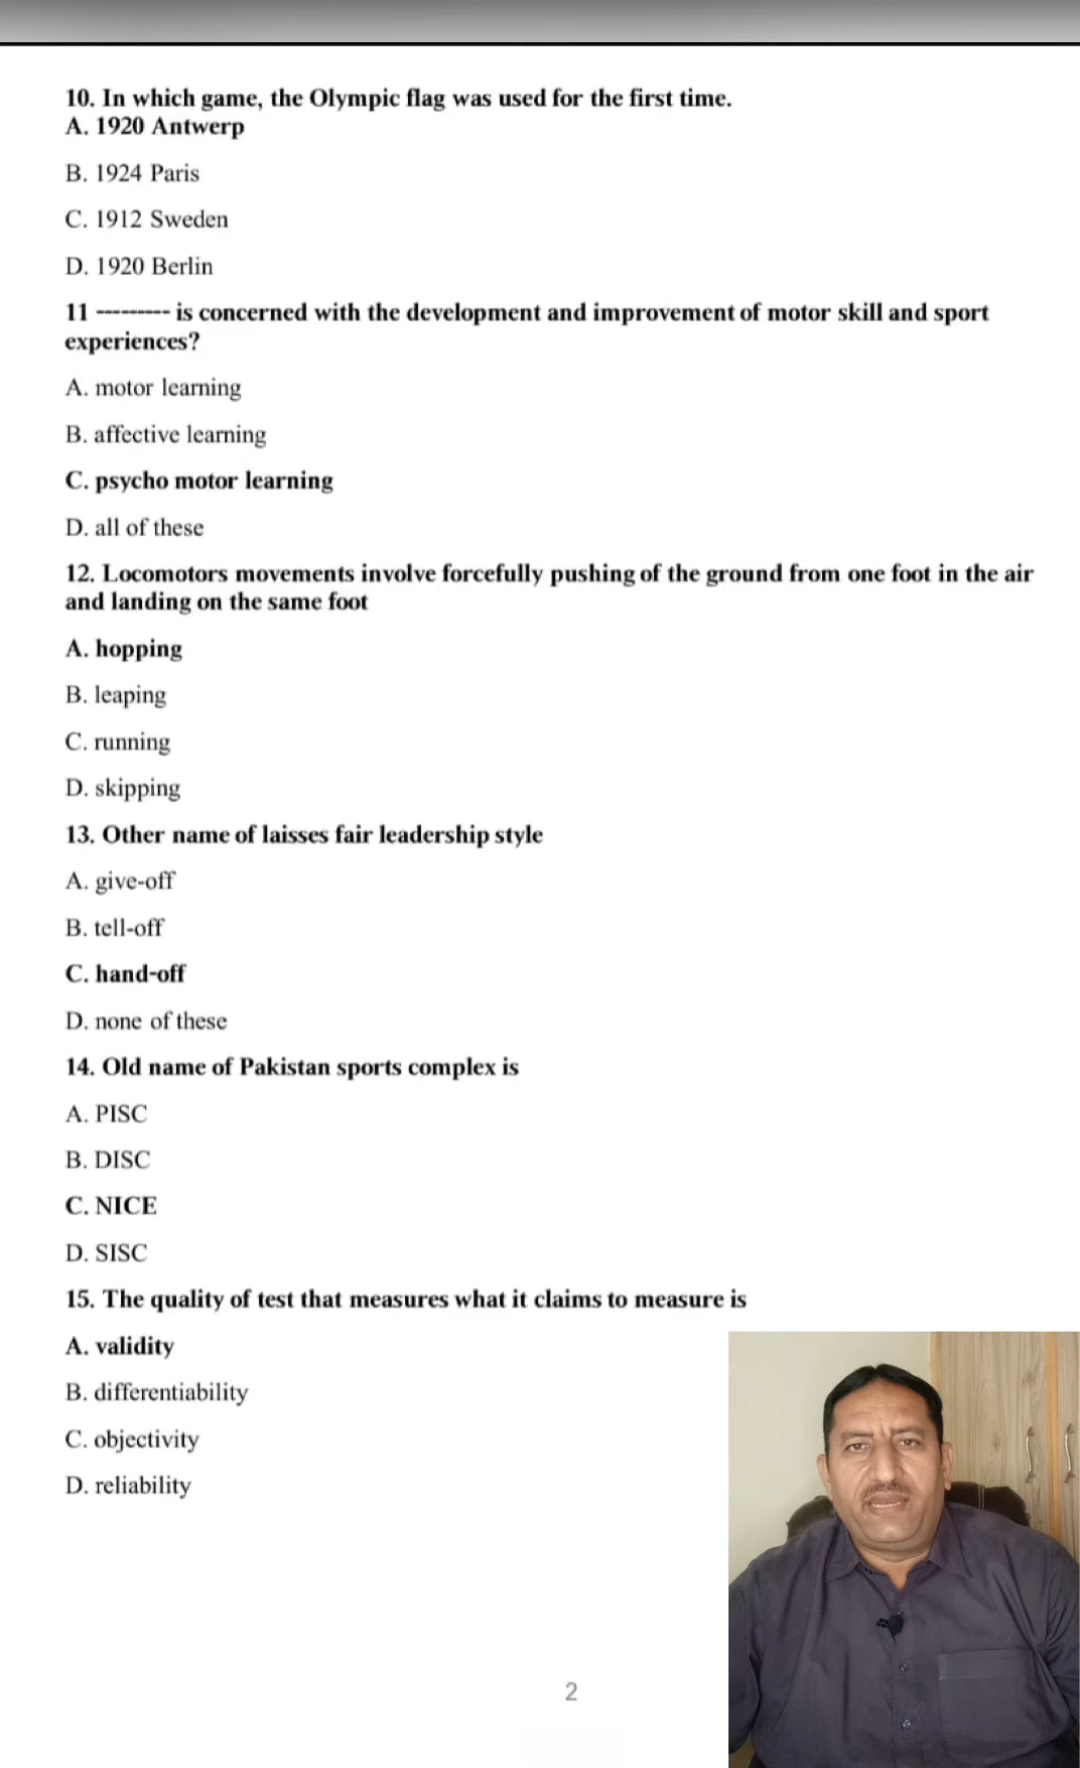 10. In which game, the Olympic flag was used for the first time.
A. 1920 Antwerp
B. 1924 Paris
C. 1912 Sweden
D. 1920 Berlin
11 --------- is concerned with the development and improvement of motor skill and sport
experiences?
A. motor learning
B. affective learning
C. psycho motor learning
D. all of these
12. Locomotors movements involve forcefully pushing of the ground from one foot in the air
and landing on the same foot
A. hopping
B. leaping
C. running
D. skipping
13. Other name of laisses fair leadership style
A. give-off
B. tell-off
C. hand-off
D. none of these
14. Old name of Pakistan sports complex is
A. PISC
B. DISC
C. NICE
D. SISC
15. The quality of test that measures what it claims to measure is
A. validity
B. differentiability
C. objectivity
D. reliability
2